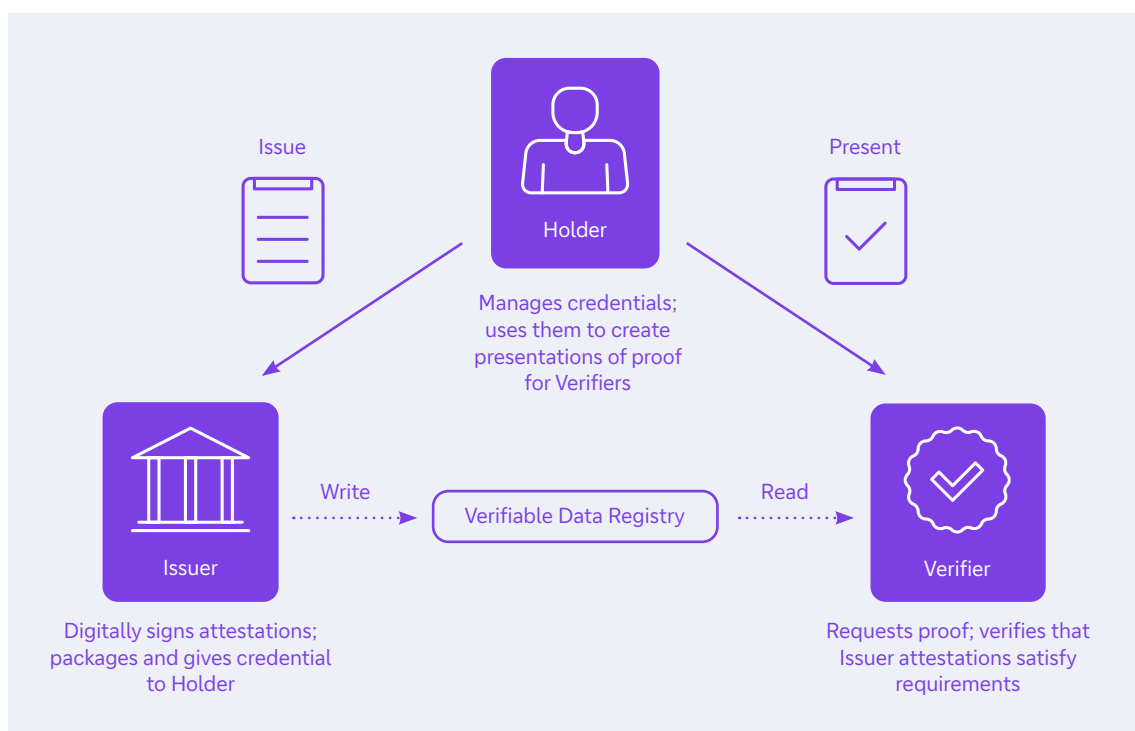 Issue
Present
Holder
Manages credentials;
uses them to create
presentations of proof
for Verifiers
Write
Verifiable Data Registry
Read
Issuer
Verifier
Digitally signs attestations;
packages and gives credential
to Holder
Requests proof; verifies that
Issuer attestations satisfy
requirements